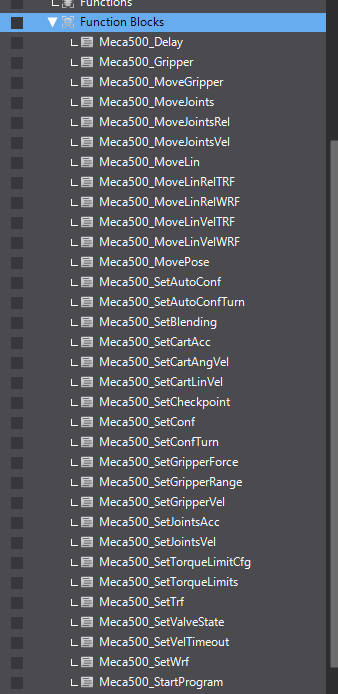 Functions
Function Blocks
Meca500_Delay
Meca500_Gripper
Meca500_MoveGripper
Meca500_MoveJoints
Meca500_MoveJointsRel
Meca500_MoveJointsVel
Meca500_MoveLin
Meca500_MoveLinRelTRF
Meca500_MoveLinRelWRF
Meca500_MoveLinVelTRF
Meca500_MoveLinVelWRF
Meca500_MovePose
Meca500_SetAutoConf
Meca500_SetAutoConfTurn
Meca500_SetBlending
Meca500_SetCartAcc
Meca500_SetCartAngVel
Meca500_SetCartLinVel
Meca500_SetCheckpoint
Meca500_SetConf
Meca500_SetConfTurn
Meca500_SetGripperForce
Meca500_SetGripperRange
Meca500_SetGripperVel
Meca500_SetJointsAcc
Meca500_SetJointsVel
Meca500_SetTorqueLimitCfg
Meca500_SetTorqueLimits
Meca500_SetTrf
Meca500_SetValveState
Meca500_SetVelTimeout
Meca500_SetWrf
Meca500_StartProgram